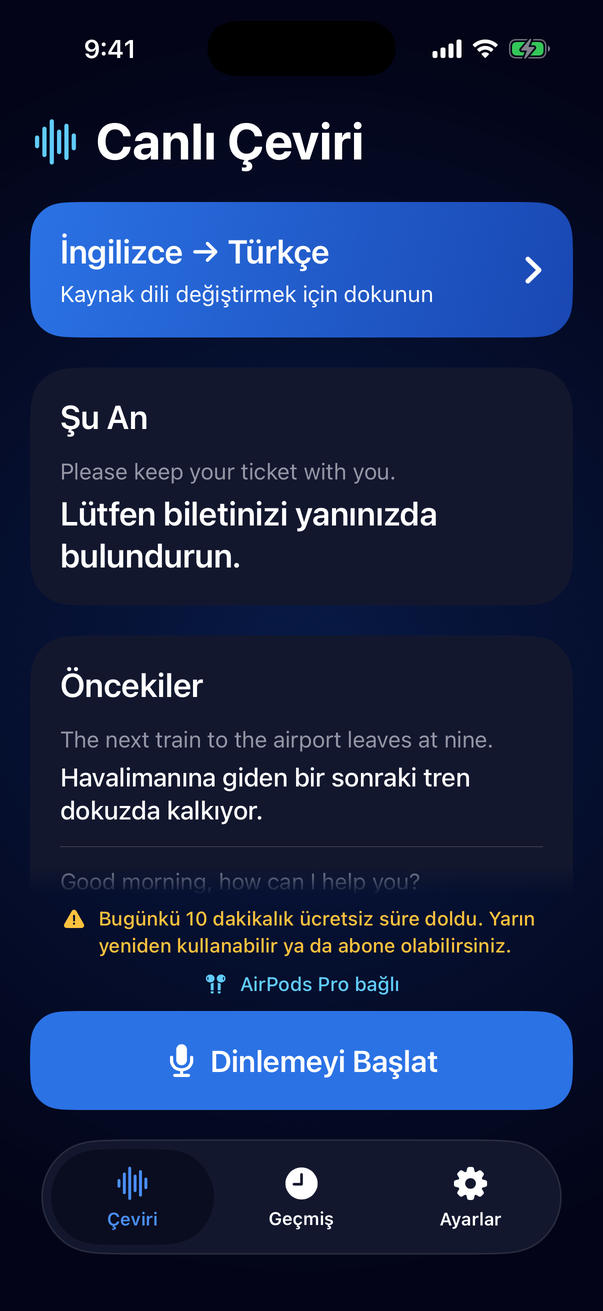 9:41
Canlı Çeviri
İngilizce → Türkçe
Kaynak dili değiştirmek için dokunun
Şu An
Please keep your ticket with you.
Lütfen biletinizi yanınızda
bulundurun.
Öncekiler
The next train to the airport leaves at nine.
Havalimanına giden bir sonraki tren
dokuzda kalkıyor.
Good morning, how can I help you?
Bugünkü 10 dakikalık ücretsiz süre doldu. Yarın
yeniden kullanabilir ya da abone olabilirsiniz.
AirPods Pro bağlı
Dinlemeyi Başlat
Çeviri
Geçmiş
Ayarlar